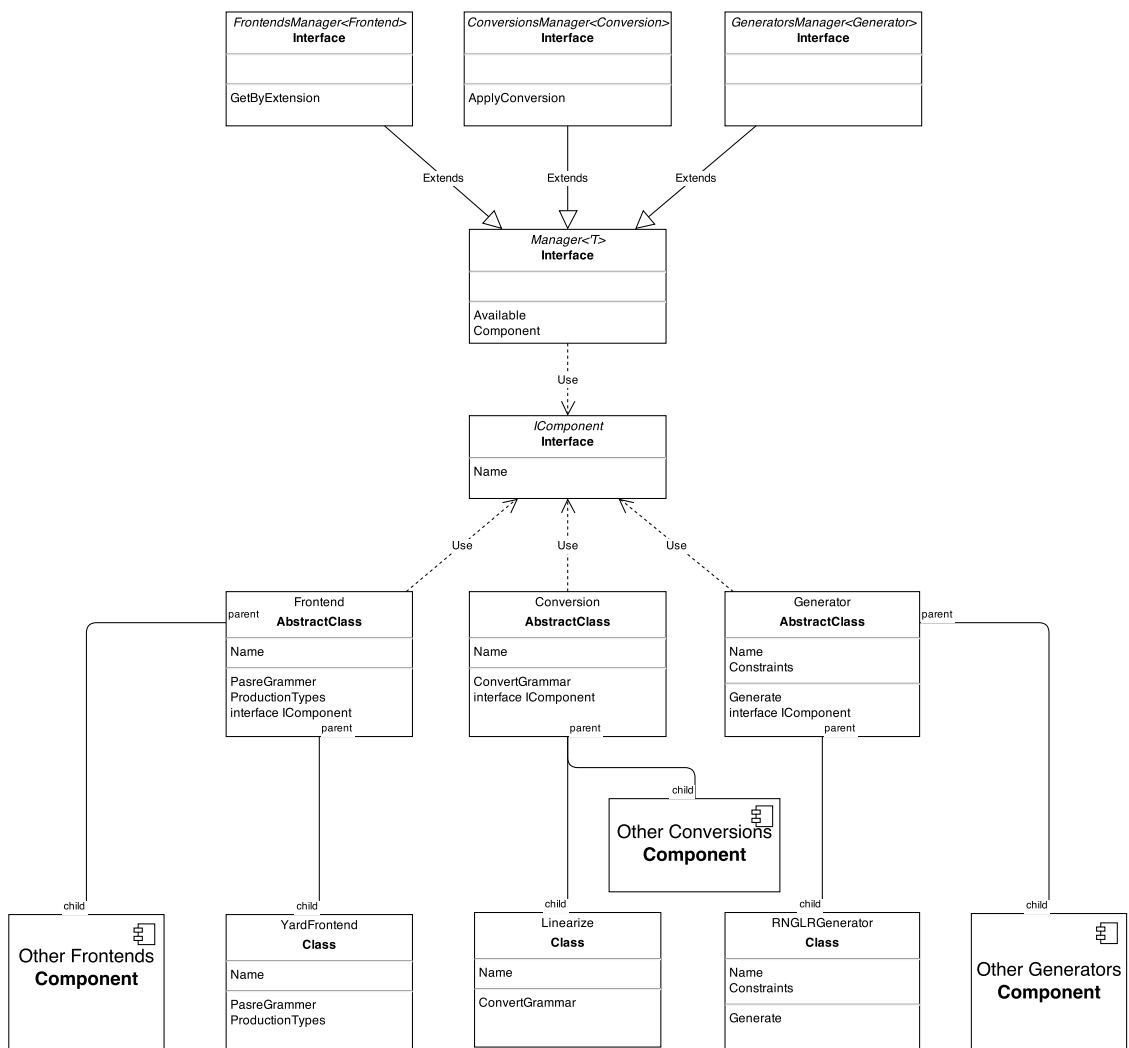 FrontendsManager<Frontend>
Interface
GetByExtension
ConversionsManager<Conversion>
Interface
ApplyConversion
GeneratorsManager<Generator>
Interface
Extends
Extends
Extends
Manager<'T>
Interface
Available
Component
Use
IComponent
Interface
Name
Use
Use
Use
parent
Frontend
AbstractClass
Name
PasreGrammer
ProductionTypes
interface IComponent
parent
Conversion
AbstractClass
Name
ConvertGrammar
interface IComponent
parent
Generator
AbstractClass
Name
Constraints
Generate
interface IComponent
parent
parent
child
Other Conversions
Component
child
Other Frontends
Component
child
YardFrontend
Class
Name
PasreGrammer
ProductionTypes
child
Linearize
Class
Name
ConvertGrammar
child
RNGLRGenerator
Class
Name
Constraints
Generate
child
Other Generators
Component